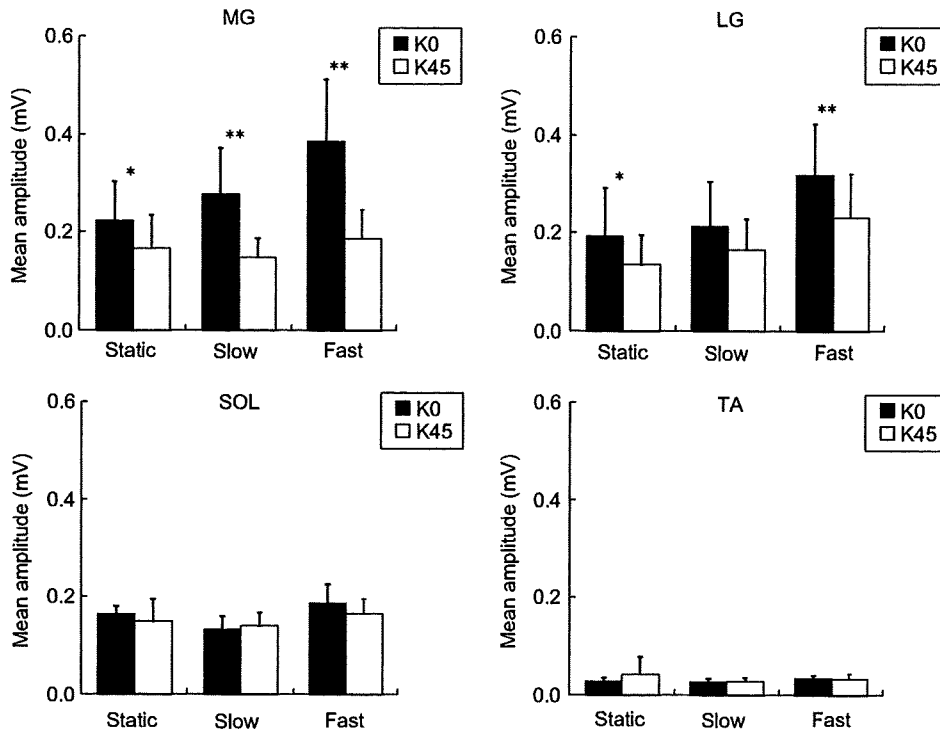 MG
Mean amplitude (mV)
0.6
0.4
0.2
0.0
K0
K45
*
**
**
Static
Slow
Fast
LG
Mean amplitude (mV)
0.6
0.4
0.2
0.0
K0
K45
*
**
Static
Slow
Fast
SOL
Mean amplitude (mV)
0.6
0.4
0.2
0.0
K0
K45
Static
Slow
Fast
TA
Mean amplitude (mV)
0.6
0.4
0.2
0.0
K0
K45
Static
Slow
Fast